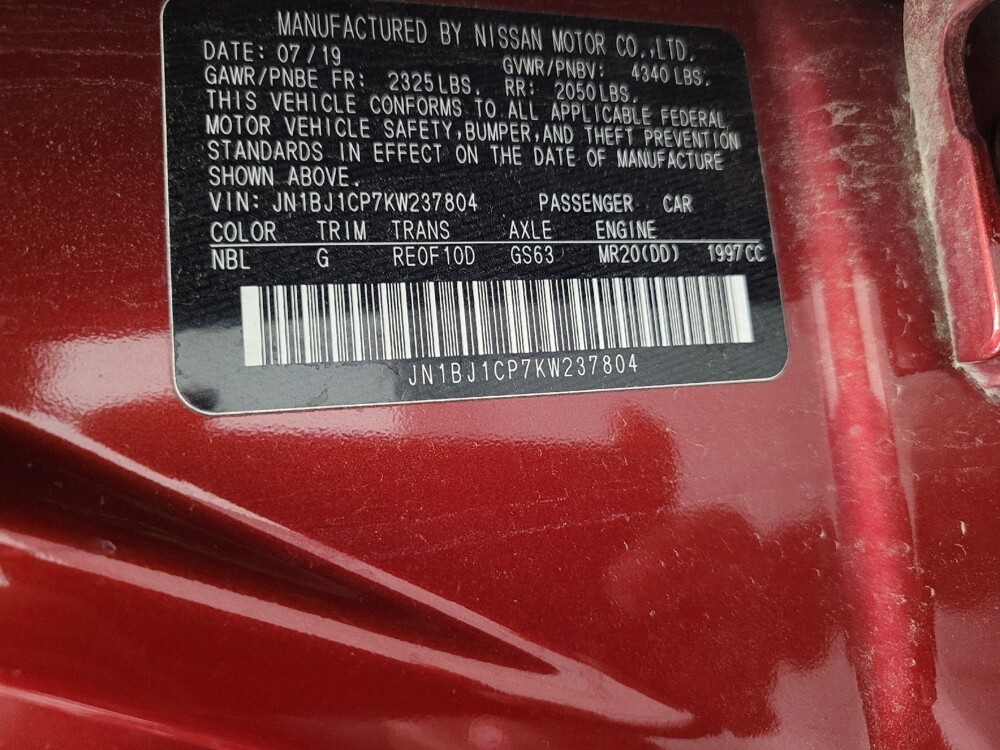 MANUFACTURED BY NISSAN MOTOR CO.,LTD.
DATE: 07/19 GVWR/PNBV: 4340LBS.
GAWR/PNBE FR: 2325LBS. RR: 2050LBS.
THIS VEHICLE CONFORMS TO ALL APPLICABLE FEDERAL
MOTOR VEHICLE SAFETY,BUMPER,AND THEFT PREVENTION
STANDARDS IN EFFECT ON THE DATE OF MANUFACTURE
SHOWN ABOVE.
VIN: JN1BJ1CP7KW237804 PASSENGER CAR
COLOR TRIM TRANS AXLE ENGINE
NBL G RE0F10D GS63 MR20(DD) 1997CC
JN1BJ1CP7KW237804